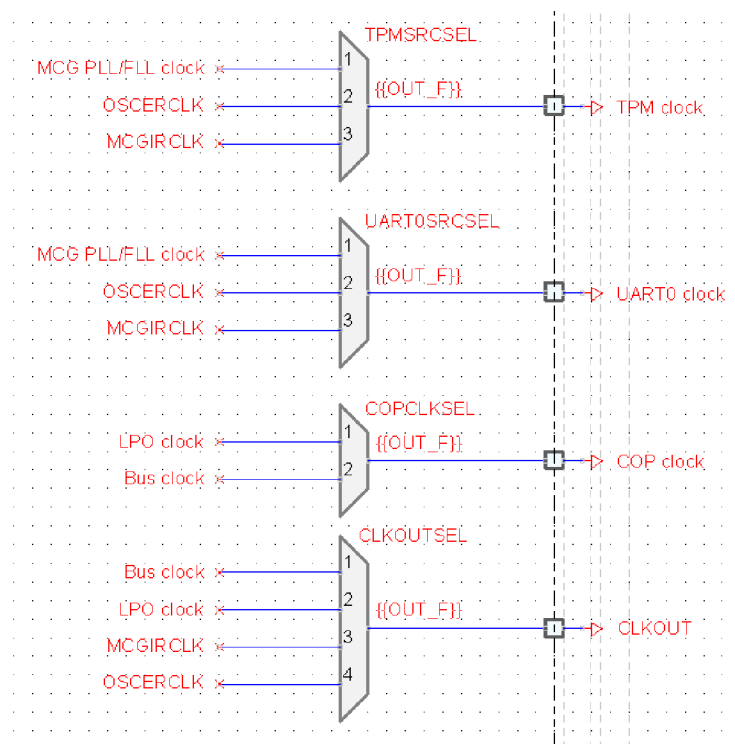 TPMSRCSEL
MCG PLL/FLL clock 1
OSCERCLK 2 {{OUT_F}} TPM clock
MCGIRCLK 3
UART0SRCSEL
MCG PLL/FLL clock 1
OSCERCLK 2 {{OUT_F}} UART0 clock
MCGIRCLK 3
COPCLKSEL
LPO clock 1 {{OUT_F}}
COP clock
Bus clock 2
CLKOUTSEL
Bus clock 1
LPO clock 2 {{OUT_F}}
CLKOUT
MCGIRCLK 3
OSCERCLK 4